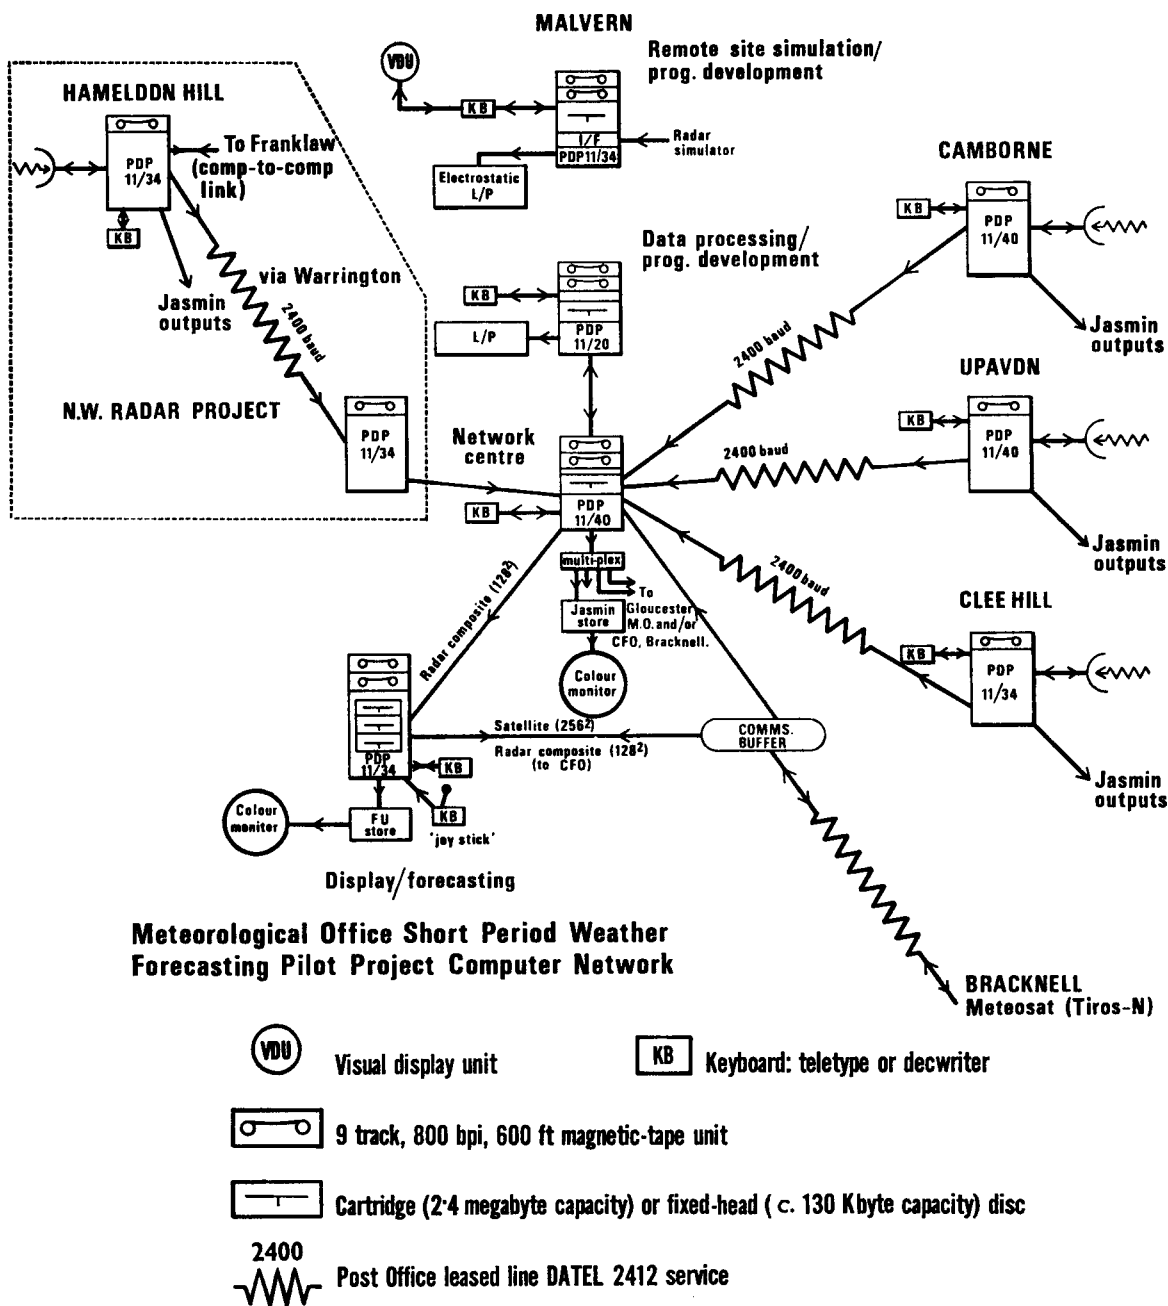 MALVERN
Remote site simulation/
prog. development
VDU
KB
I/F
PDP11/34
Radar
simulator
Electrostatic
L/P
HAMELDDN HILL
PDP
11/34
To Franklaw
(comp-to-comp
link)
KB
Jasmin
outputs
via Warrington
2400 baud
N.W. RADAR PROJECT
PDP
11/34
Data processing/
prog. development
KB
L/P
PDP
11/20
CAMBORNE
KB
PDP
11/40
Jasmin
outputs
2400 baud
UPAVDN
KB
PDP
11/40
Jasmin
outputs
2400 baud
Network
centre
KB
PDP
11/40
multi-plex
Jasmin
store
To
Gloucester
M.O. and/or
CFO, Bracknell.
Colour
monitor
2400 baud
CLEE HILL
KB
PDP
11/34
Jasmin
outputs
Radar composite (128²)
Satellite (256²)
Radar composite (128²)
(to CFO)
COMMS.
BUFFER
PDP
11/34
KB
KB
'joy stick'
FU
store
Colour
moniter
Display/forecasting
BRACKNELL
Meteosat (Tiros-N)
Meteorological Office Short Period Weather
Forecasting Pilot Project Computer Network
VDU Visual display unit
KB Keyboard: teletype or decwriter
9 track, 800 bpi, 600 ft magnetic-tape unit
Cartridge (2·4 megabyte capacity) or fixed-head (c. 130 Kbyte capacity) disc
2400
Post Office leased line DATEL 2412 service